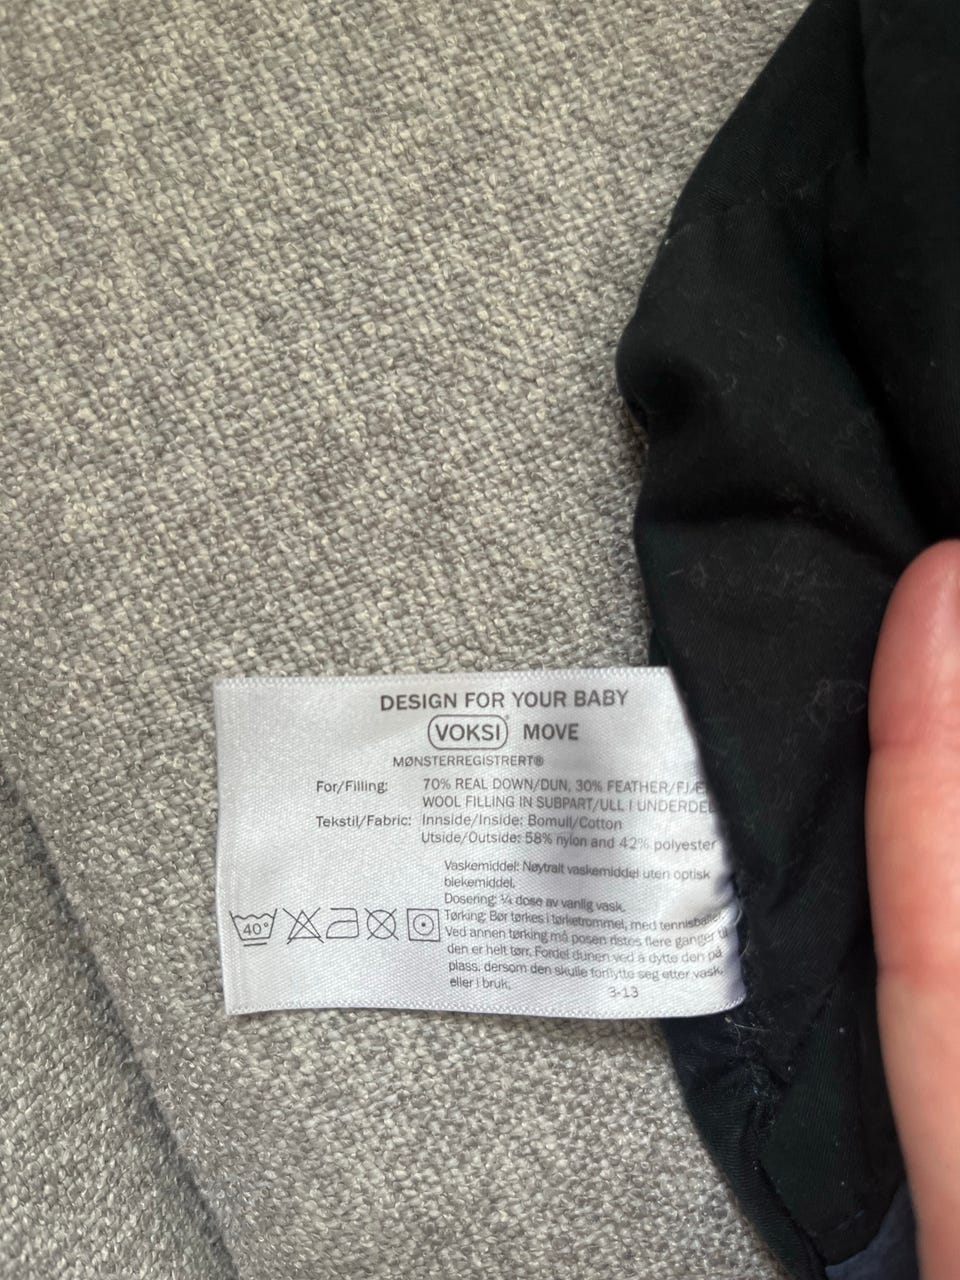 DESIGN FOR YOUR BABY
VOKSI® MOVE
MØNSTERREGISTRERT®
For/Filling: 70% REAL DOWN/DUN, 30% FEATHER/FJÆ
WOOL FILLING IN SUBPART/ULL I UNDERDEL
Tekstil/Fabric: Innside/Inside: Bomull/Cotton
Utside/Outside: 58% nylon and 42% polyester
Vaskemiddel: Nøytralt vaskemiddel uten optisk
blekemiddel.
Dosering: ¼ dose av vanlig vask.
Tørking: Bør tørkes i tørketrommel, med tennisballer.
Ved annen tørking må posen ristes flere ganger til
den er helt tørr. Fordel dunen ved å dytte den på
plass, dersom den skulle forflytte seg etter vask,
eller i bruk.
40°
3-13